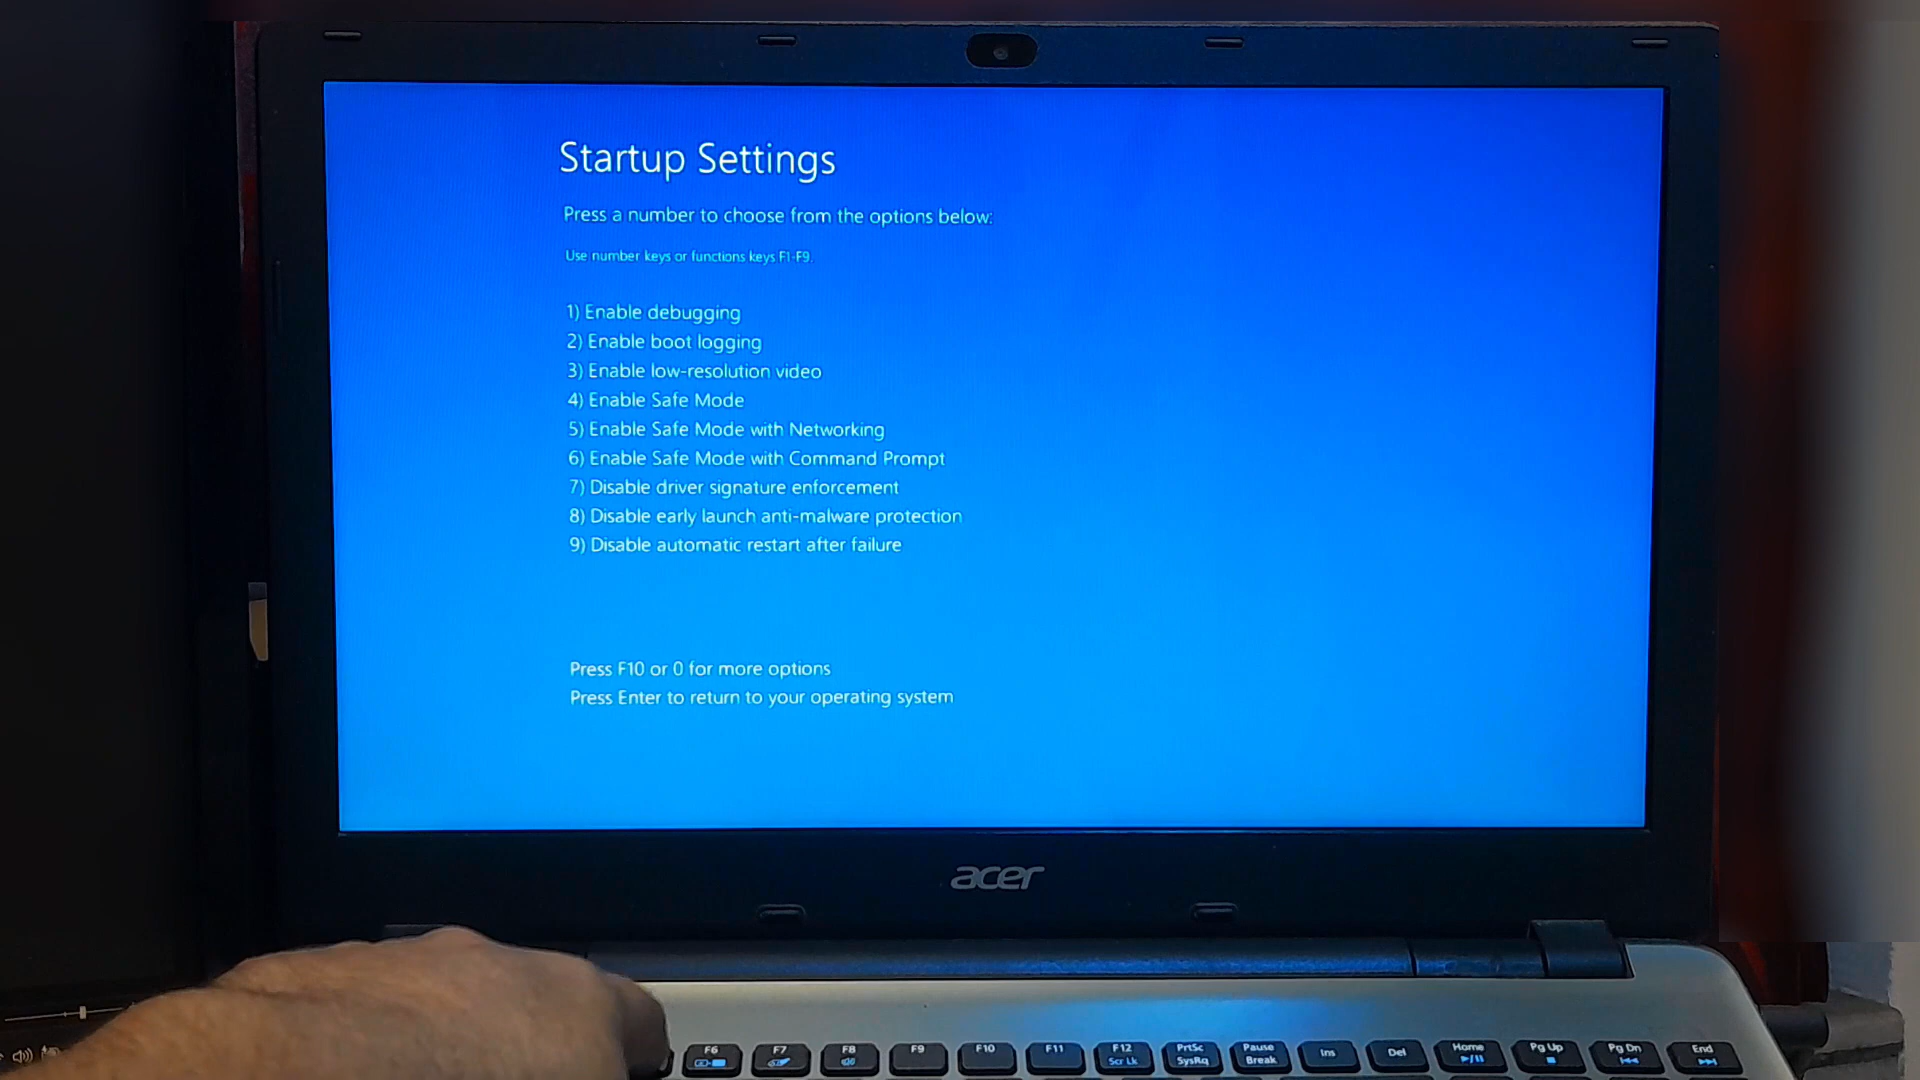 Startup Settings
Press a number to choose from the options below:
Use number keys or functions keys F1-F9.
1) Enable debugging
2) Enable boot logging
3) Enable low-resolution video
4) Enable Safe Mode
5) Enable Safe Mode with Networking
6) Enable Safe Mode with Command Prompt
7) Disable driver signature enforcement
8) Disable early launch anti-malware protection
9) Disable automatic restart after failure
Press F10 or 0 for more options
Press Enter to return to your operating system
acer
F6 F7 F8 F9 F10 F11 F12 PrtSc Pause Ins Del Home Pg Up Pg Dn End
Scr Lk SysRq Break